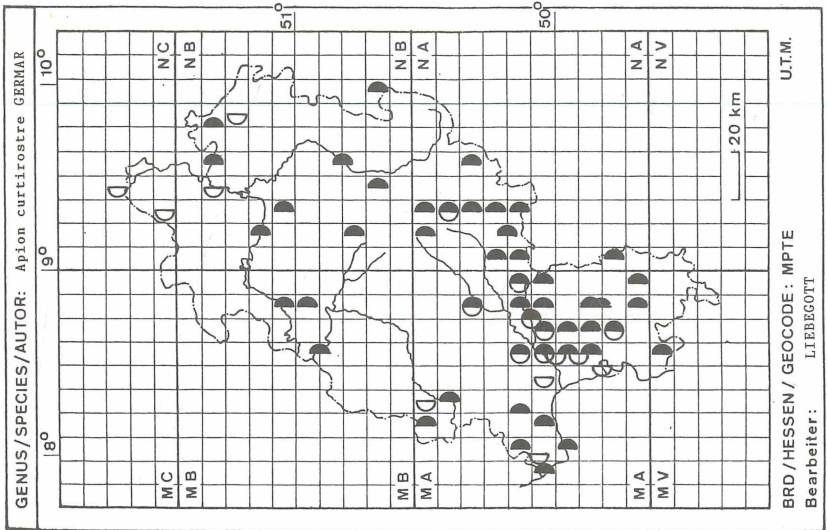 GENUS/SPECIES/AUTOR: Apion curtirostre GERMAR
8°
9°
10°
MC
NC
MB
NB
51°
MB
NB
MA
NA
50°
MA
NA
MV
NV
20 km
BRD/HESSEN/GEOCODE: MPTE
U.T.M.
Bearbeiter: LIEBEGOTT